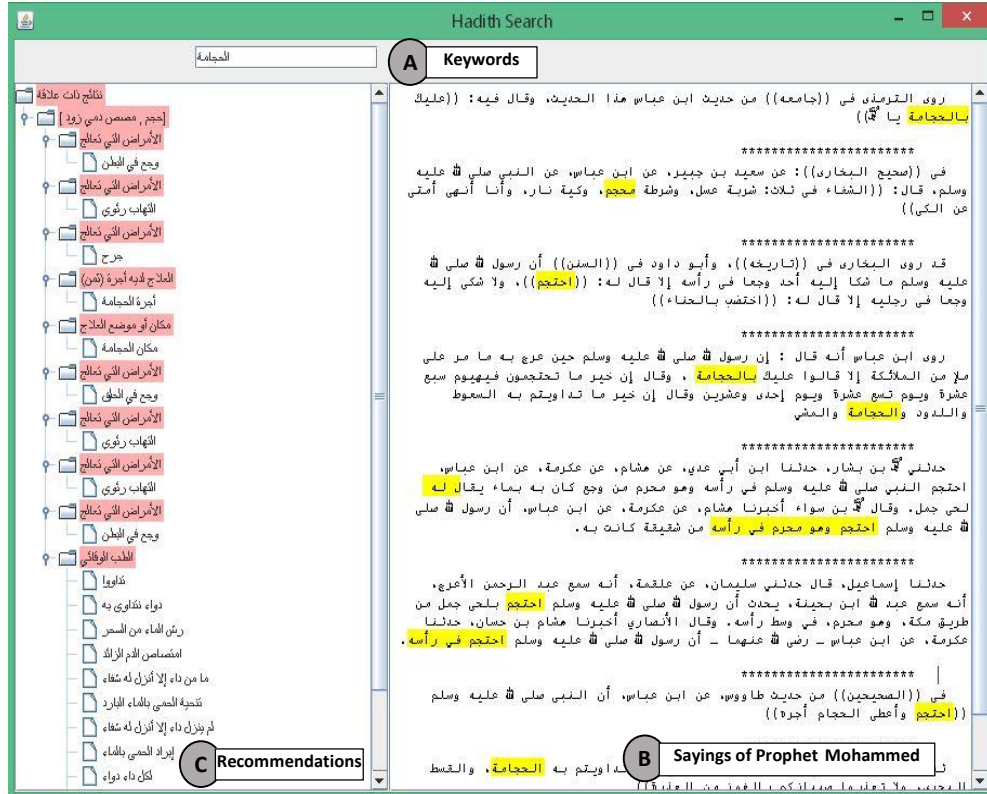 Hadith Search
الحجامة
A Keywords
نتائج ذات علاقة
[حجم , مصمص دمي زود ]
الأمراض التي تعالج
وجع في البطن
الأمراض التي تعالج
التهاب رئوي
الأمراض التي تعالج
جرح
العلاج لديه أجرة (ثمن)
أجرة الحجامة
مكان أو موضع العلاج
مكان الحجامة
الأمراض التي تعالج
وجع في الحلق
الأمراض التي تعالج
التهاب رئوي
الأمراض التي تعالج
التهاب رئوي
الأمراض التي تعالج
وجع في البطن
الطب الوقائي
تداووا
دواء نتداوى به
رش الماء من السحر
امتصاص الدم الزائد
ما من داء إلا أنزل له شفاء
تنحية الحمى بالماء البارد
لم ينزل داء إلا أنزل له شفاء
إبراد الحمى بالماء
لكل داء دواء
C Recommendations
روى الترمذى فى ((جامعه)) من حديث ابن عباس هذا الحديث، وقال فيه: ((عليك
بالحجامة يا محمد))
***********************
فى ((صحيح البخارى)): عن سعيد بن جبير، عن ابن عباس، عن النبى صلى الله عليه
وسلم، قال: ((الشفاء فى ثلاث: شربة عسل، وشرطة محجم، وكية نار، وأنا أنهى أمتى
عن الكى))
***********************
قد روى البخارى فى ((تاريخه))، وأبو داود فى ((السنن)) أن رسول الله صلى الله
عليه وسلم ما شكا إليه أحد وجعا فى رأسه إلا قال له: ((احتجم))، ولا شكى إليه
وجعا فى رجليه إلا قال له: ((اختضب بالحناء))
***********************
روى ابن عباس أنه قال : إن رسول الله صلى الله عليه وسلم حين عرج به ما مر على
ملإ من الملائكة إلا قالوا عليك بالحجامة ، وقال إن خير ما تحتجمون فيهيوم سبع
عشرة ويوم تسع عشرة ويوم إحدى وعشرين وقال إن خير ما تداويتم به السعوط
واللدود والحجامة والمشي
***********************
حدثني محمد بن بشار، حدثنا ابن أبي عدي، عن هشام، عن عكرمة، عن ابن عباس،
احتجم النبي صلى الله عليه وسلم في رأسه وهو محرم من وجع كان به بماء يقال له
لحى جمل. وقال محمد بن سواء أخبرنا هشام، عن عكرمة، عن ابن عباس، أن رسول الله صلى
الله عليه وسلم احتجم وهو محرم في رأسه من شقيقة كانت به.
***********************
حدثنا إسماعيل، قال حدثني سليمان، عن علقمة، أنه سمع عبد الرحمن الأعرج،
أنه سمع عبد الله ابن بحينة، يحدث أن رسول الله صلى الله عليه وسلم احتجم بلحى جمل من
طريق مكة، وهو محرم، في وسط رأسه. وقال الأنصاري أخبرنا هشام بن حسان، حدثنا
عكرمة، عن ابن عباس ـ رضى الله عنهما ـ أن رسول الله صلى الله عليه وسلم احتجم في رأسه.
***********************
فى ((الصحيحين)) من حديث طاووس، عن ابن عباس، أن النبى صلى الله عليه وسلم
((احتجم وأعطى الحجام أجره))
B Sayings of Prophet Mohammed
تداويتم به الحجامة، والقسط